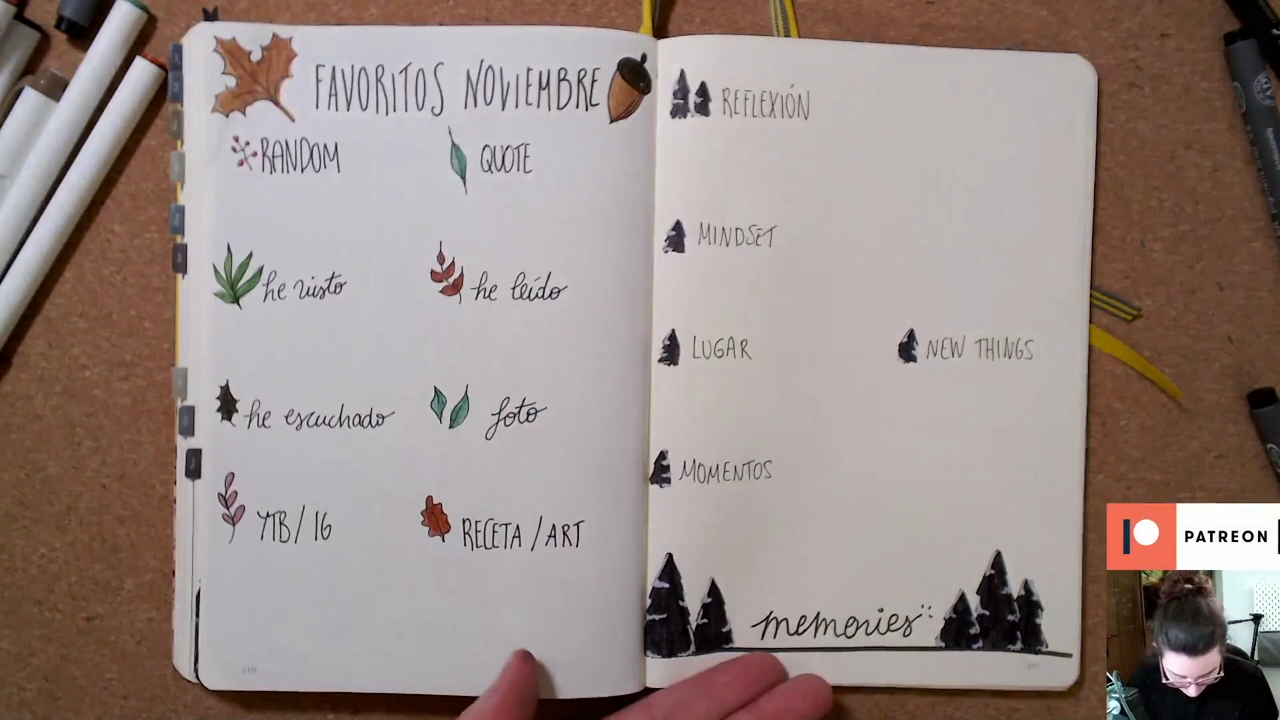 FAVORITOS NOVIEMBRE
RANDOM
QUOTE
he visto
he leído
he escuchado
foto
YTB/IG
RECETA/ART
REFLEXIÓN
MINDSET
LUGAR
NEW THINGS
MOMENTOS
memories
PATREON